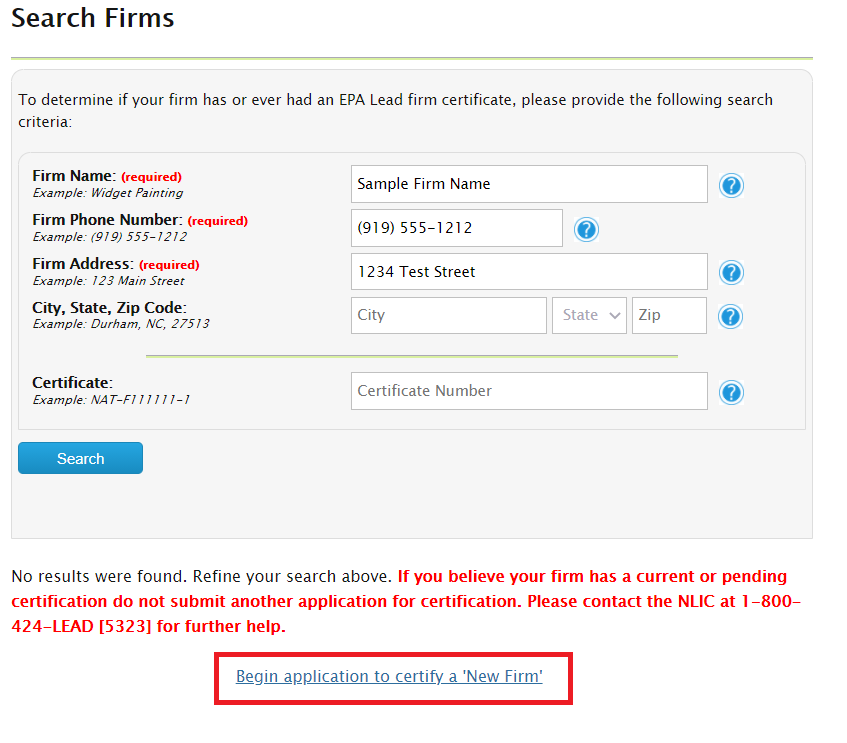 Search Firms
To determine if your firm has or ever had an EPA Lead firm certificate, please provide the following search
criteria:
Firm Name: (required)
Example: Widget Painting
Sample Firm Name
?
Firm Phone Number: (required)
Example: (919) 555-1212
(919) 555-1212
?
Firm Address: (required)
Example: 123 Main Street
1234 Test Street
?
City, State, Zip Code:
Example: Durham, NC, 27513
City
State
Zip
?
Certificate:
Example: NAT-F111111-1
Certificate Number
?
Search
No results were found. Refine your search above. If you believe your firm has a current or pending
certification do not submit another application for certification. Please contact the NLIC at 1-800-
424-LEAD [5323] for further help.
Begin application to certify a 'New Firm'